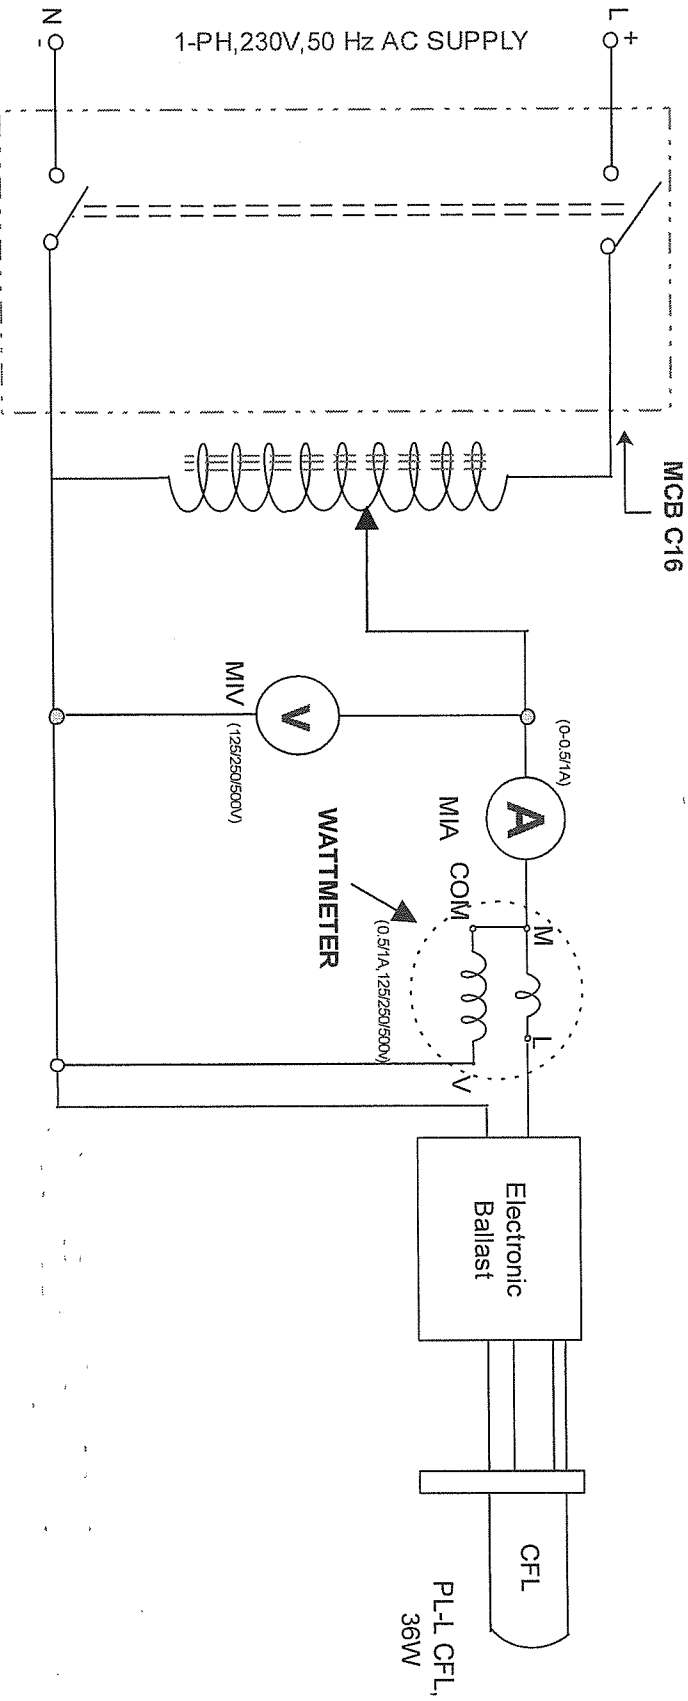 N
-
1-PH,230V,50 Hz AC SUPPLY
L
+
MCB C16
MIV
(125/250/500V)
V
(0-0.5/1A)
A
MIA
WATTMETER
(0.5/1A,125/250/500v)
COM
M
L
V
Electronic
Ballast
CFL
PL-L CFL,
36W